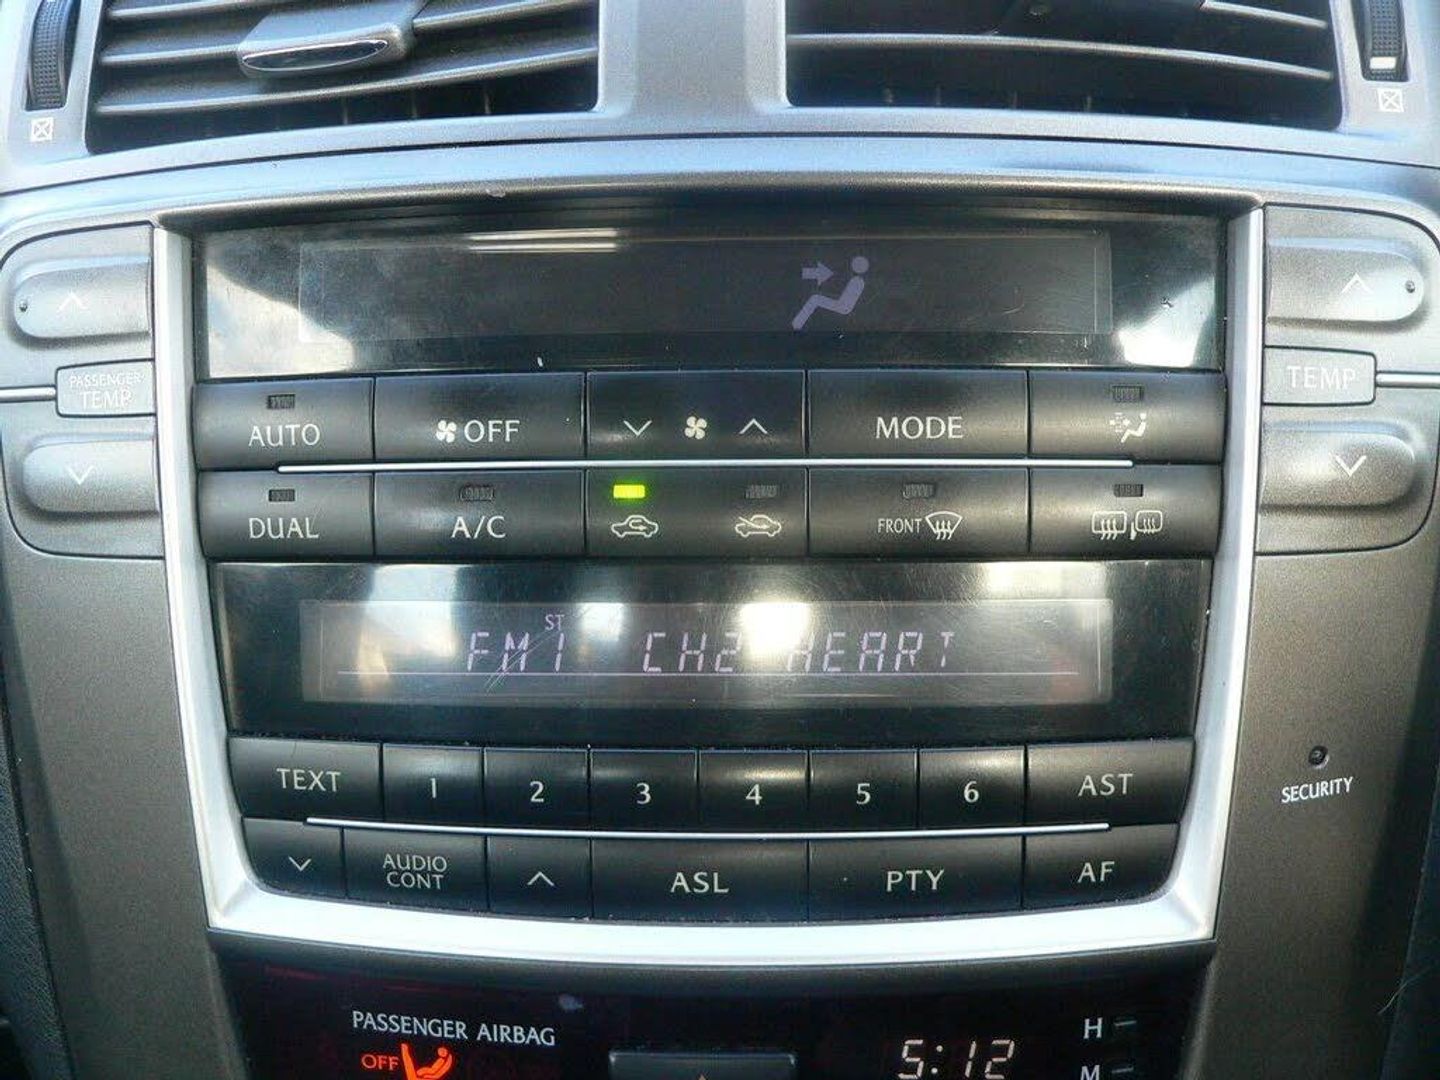 PASSENGER
TEMP
TEMP
AUTO OFF MODE
DUAL A/C FRONT
ST
FM1 CH2 HEART
TEXT 1 2 3 4 5 6 AST
AUDIO
CONT
ASL PTY AF
SECURITY
PASSENGER AIRBAG
OFF
5:12
H
M